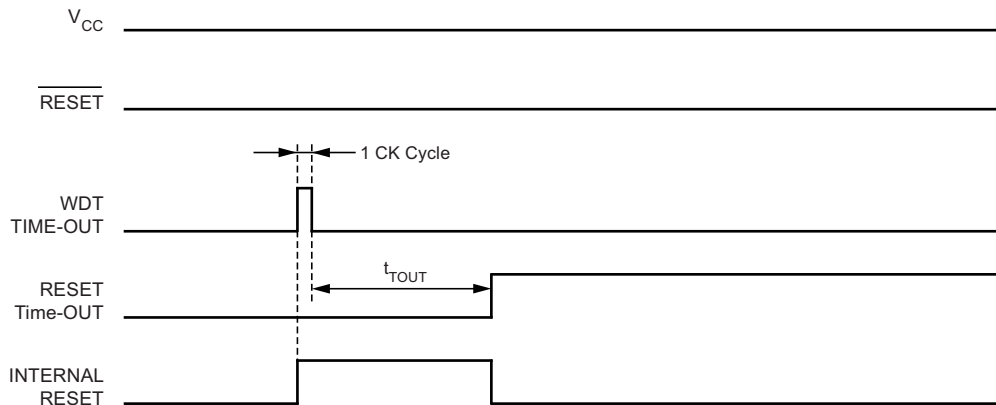 VCC
RESET
1 CK Cycle
WDT
TIME-OUT
tTOUT
RESET
Time-OUT
INTERNAL
RESET